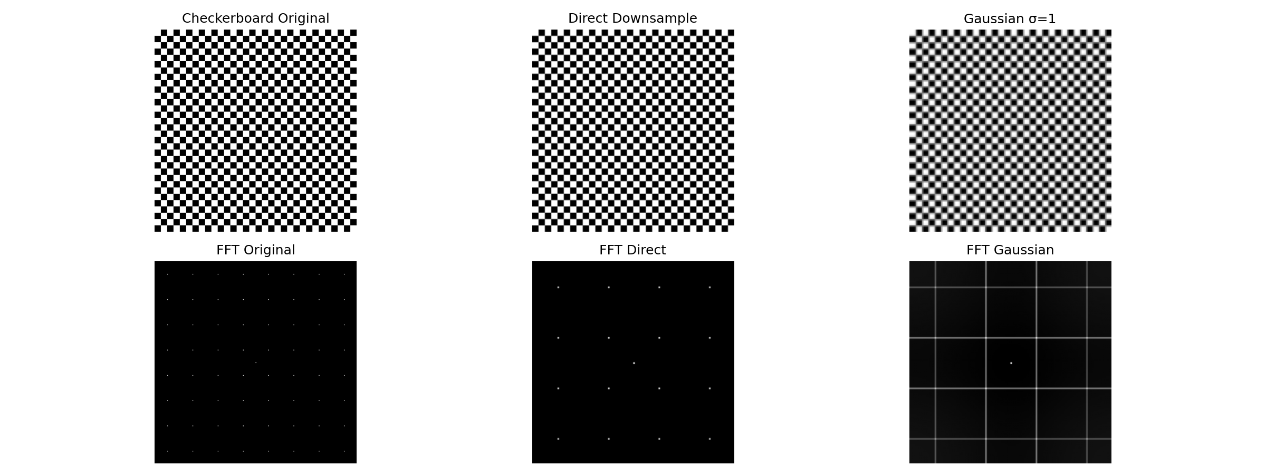 Checkerboard Original
Direct Downsample
Gaussian σ=1
FFT Original
FFT Direct
FFT Gaussian